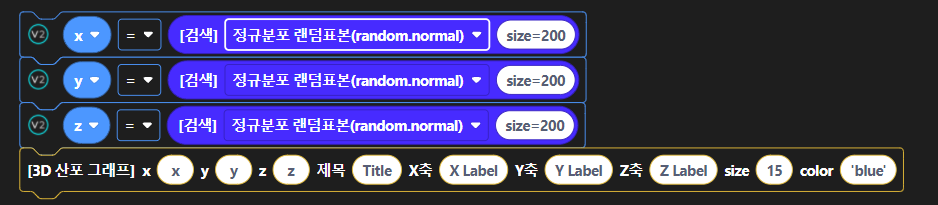 V2 x = [검색] 정규분포 랜덤표본(random.normal) size=200
V2 y = [검색] 정규분포 랜덤표본(random.normal) size=200
V2 z = [검색] 정규분포 랜덤표본(random.normal) size=200
[3D 산포 그래프] x x y y z z 제목 Title X축 X Label Y축 Y Label Z축 Z Label size 15 color 'blue'